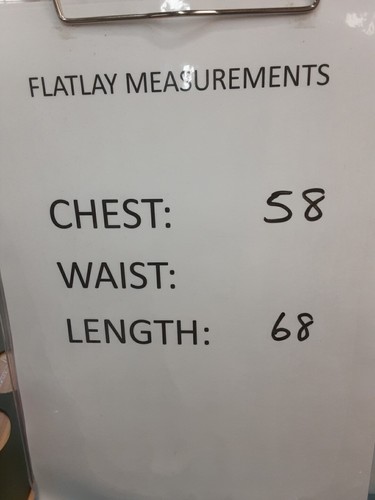 FLATLAY MEASUREMENTS
CHEST: 58
WAIST:
LENGTH: 68